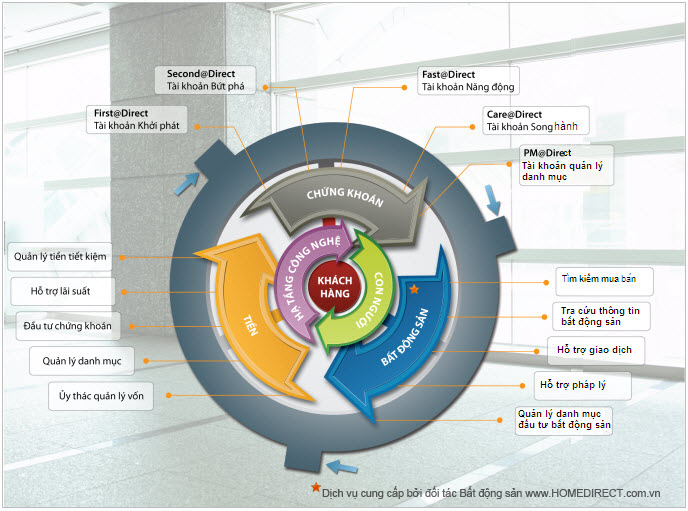 Second@Direct
Tài khoản Bứt phá
Fast@Direct
Tài khoản Năng động
First@Direct
Tài khoản Khởi phát
Care@Direct
Tài khoản Song hành
PM@Direct
Tài khoản quản lý
danh mục
CHỨNG KHOÁN
HẠ TẦNG CÔNG NGHỆ
CON NGƯỜI
KHÁCH
HÀNG
TIỀN
BẤT ĐỘNG SẢN
Quản lý tiền tiết kiệm
Hỗ trợ lãi suất
Đầu tư chứng khoán
Quản lý danh mục
Ủy thác quản lý vốn
Tìm kiếm mua bán
Tra cứu thông tin
bất động sản
Hỗ trợ giao dịch
Hỗ trợ pháp lý
Quản lý danh mục
đầu tư bất động sản
Dịch vụ cung cấp bởi đối tác Bất động sản www.HOMEDIRECT.com.vn